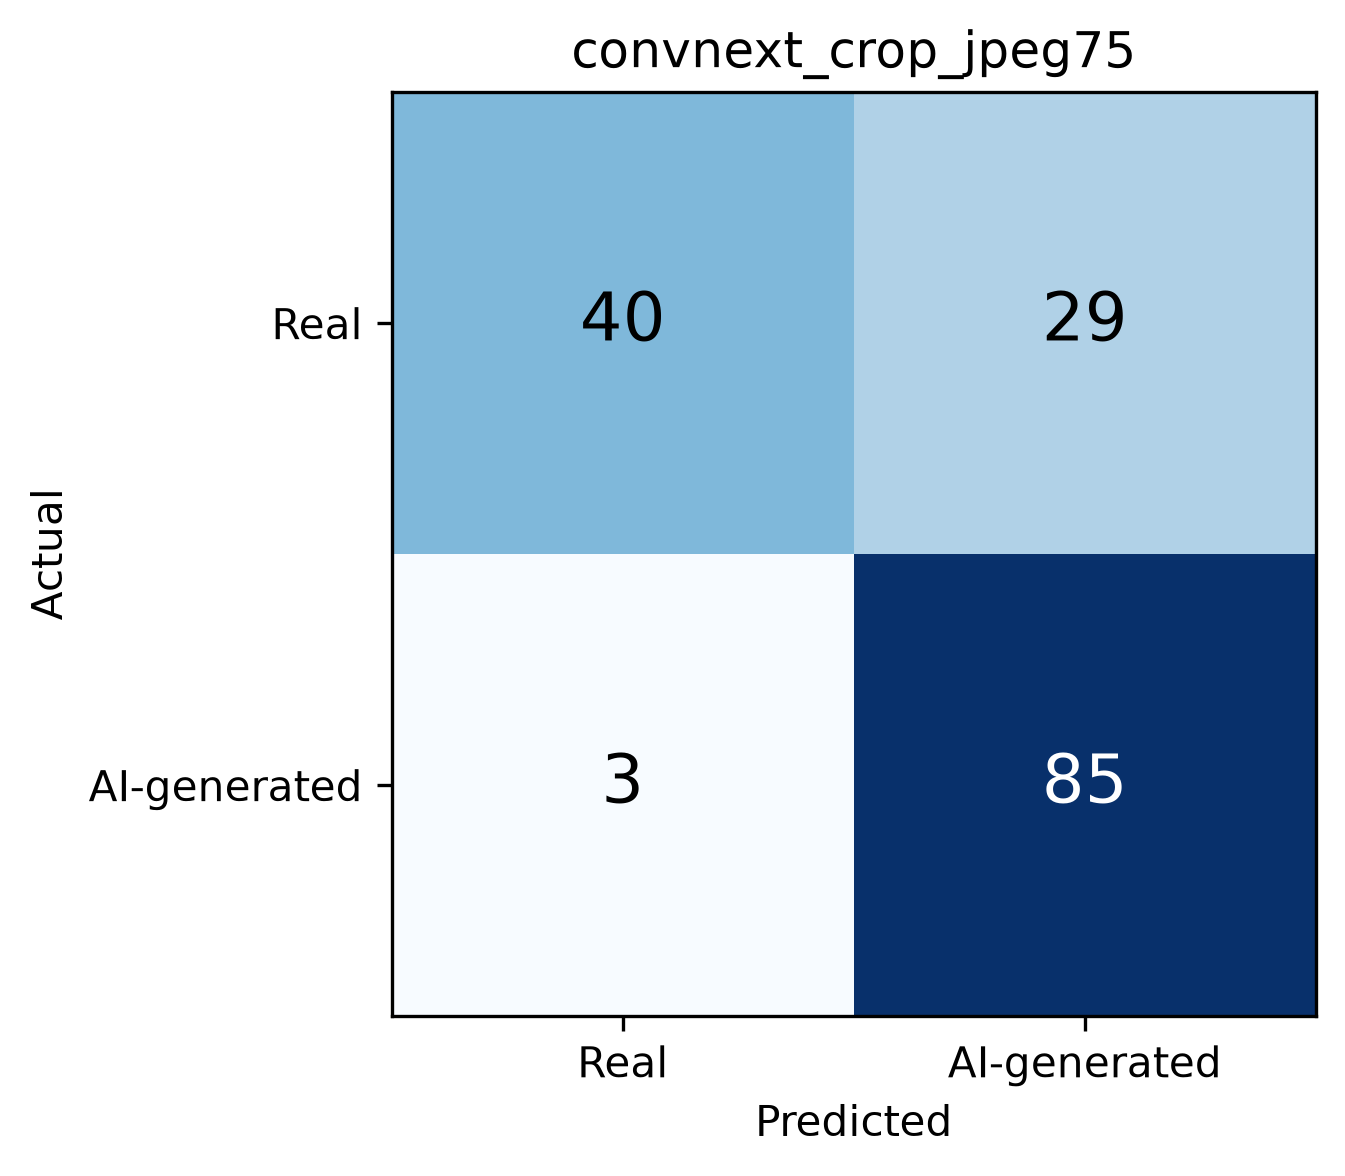 convnext_crop_jpeg75
Actual
Real
40
29
AI-generated
3
85
Real
AI-generated
Predicted